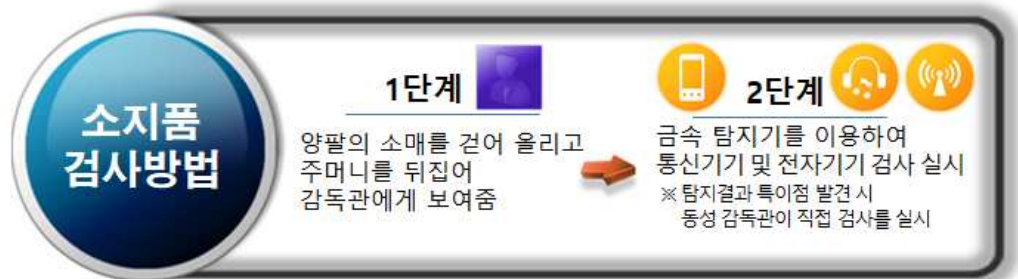 소지품
검사방법
1단계
양팔의 소매를 걷어 올리고
주머니를 뒤집어
감독관에게 보여줌
2단계
금속 탐지기를 이용하여
통신기기 및 전자기기 검사 실시
※ 탐지결과 특이점 발견 시
동성 감독관이 직접 검사를 실시